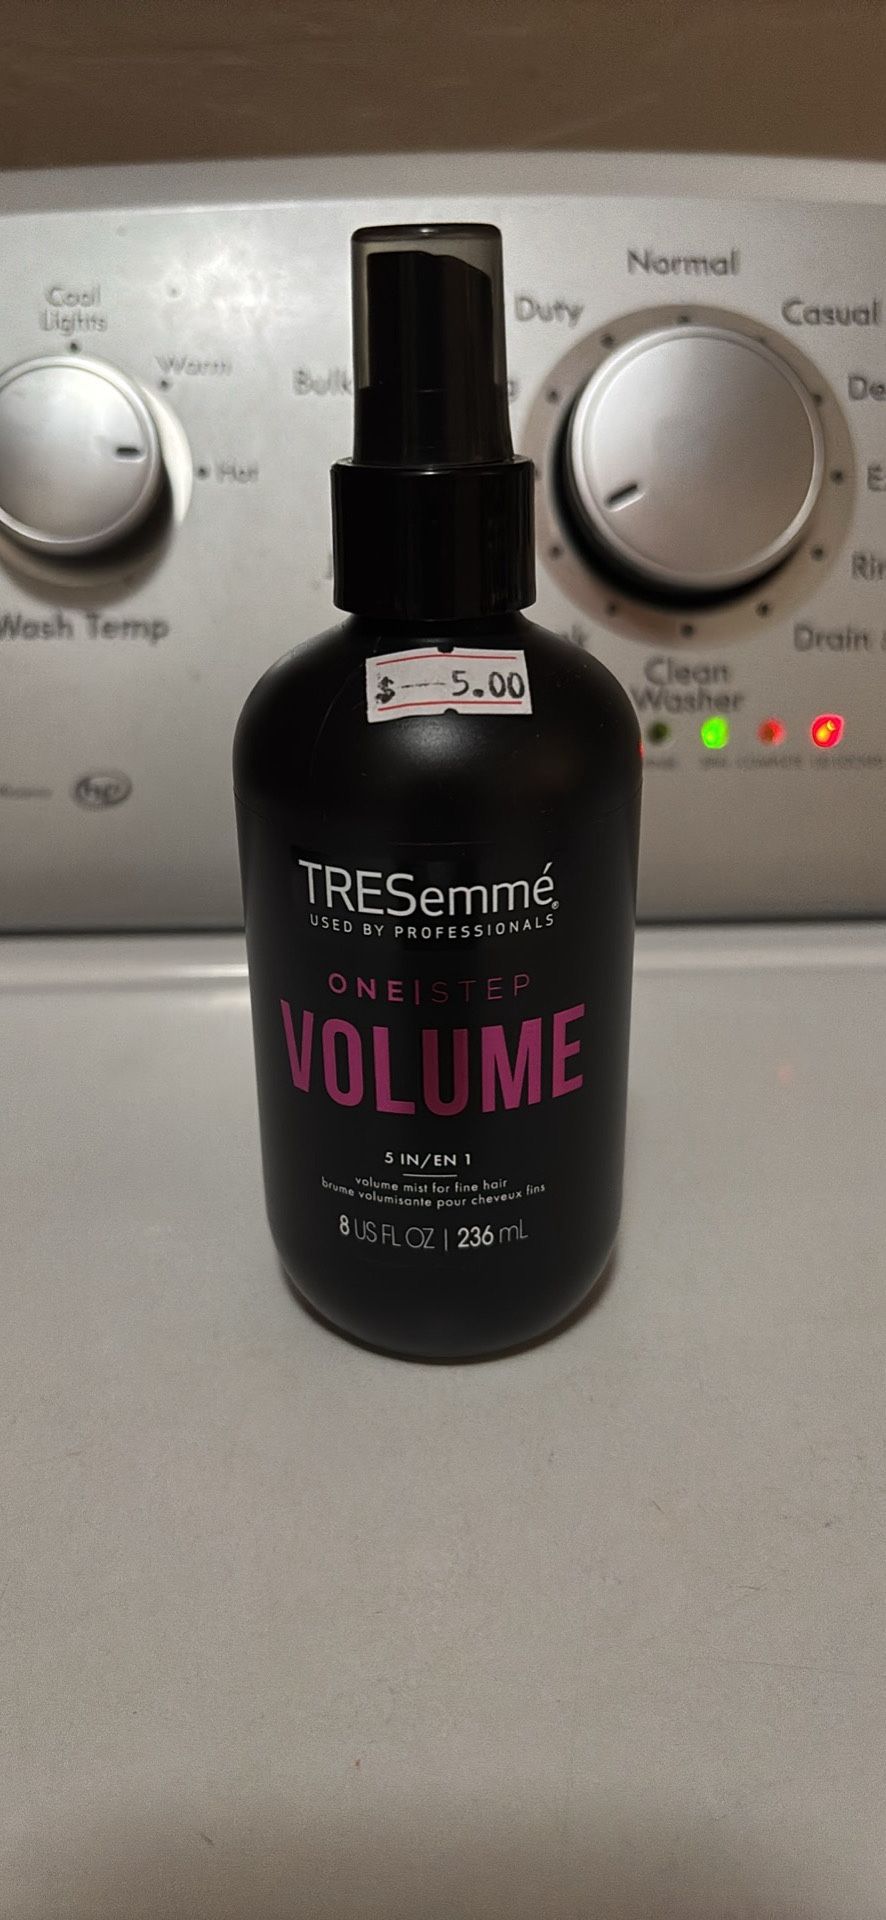 Normal
Cool
Lights
Duty
Casual
Warm
Hot
Wash Temp
Clean
Washer
Drain
$ 5.00
TRESemmé
USED BY PROFESSIONALS
ONE|STEP
VOLUME
5 IN/EN 1
volume mist for fine hair
brume volumisante pour cheveux fins
8 US FL OZ | 236 mL